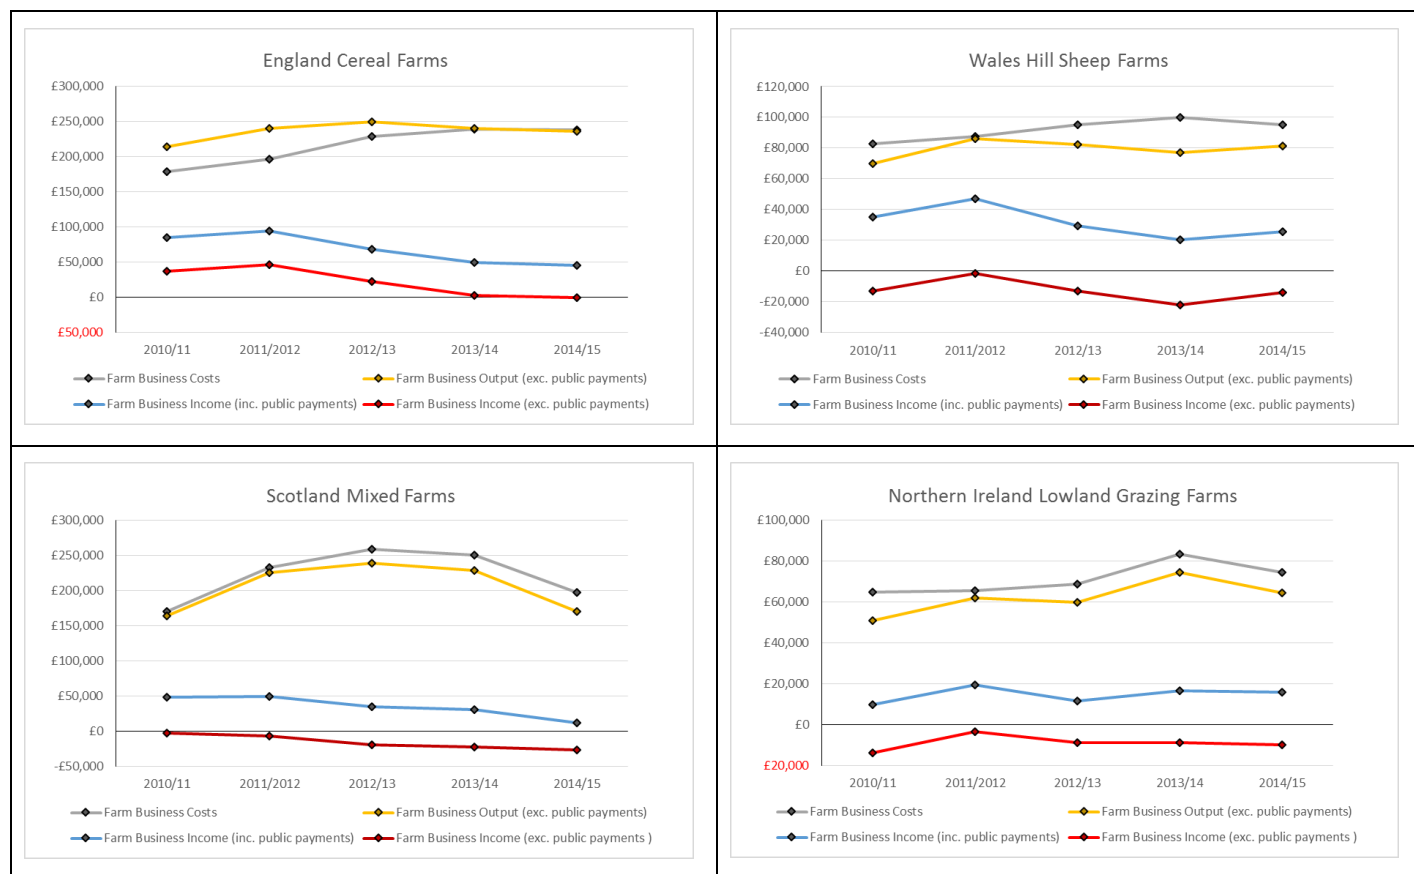 England Cereal Farms
£300,000
£250,000
£200,000
£150,000
£100,000
£50,000
£0
£50,000
2010/11 2011/2012 2012/13 2013/14 2014/15
Farm Business Costs Farm Business Output (exc. public payments)
Farm Business Income (inc. public payments) Farm Business Income (exc. public payments)
Wales Hill Sheep Farms
£120,000
£100,000
£80,000
£60,000
£40,000
£20,000
£0
-£20,000
-£40,000
2010/11 2011/2012 2012/13 2013/14 2014/15
Farm Business Costs Farm Business Output (exc. public payments)
Farm Business Income (inc. public payments) Farm Business Income (exc. public payments)
Scotland Mixed Farms
£300,000
£250,000
£200,000
£150,000
£100,000
£50,000
£0
-£50,000
2010/11 2011/2012 2012/13 2013/14 2014/15
Farm Business Costs Farm Business Output (exc. public payments)
Farm Business Income (inc. public payments) Farm Business Income (exc. public payments )
Northern Ireland Lowland Grazing Farms
£100,000
£80,000
£60,000
£40,000
£20,000
£0
£20,000
2010/11 2011/2012 2012/13 2013/14 2014/15
Farm Business Costs Farm Business Output (exc. public payments)
Farm Business Income (inc. public payments) Farm Business Income (exc. public payments )